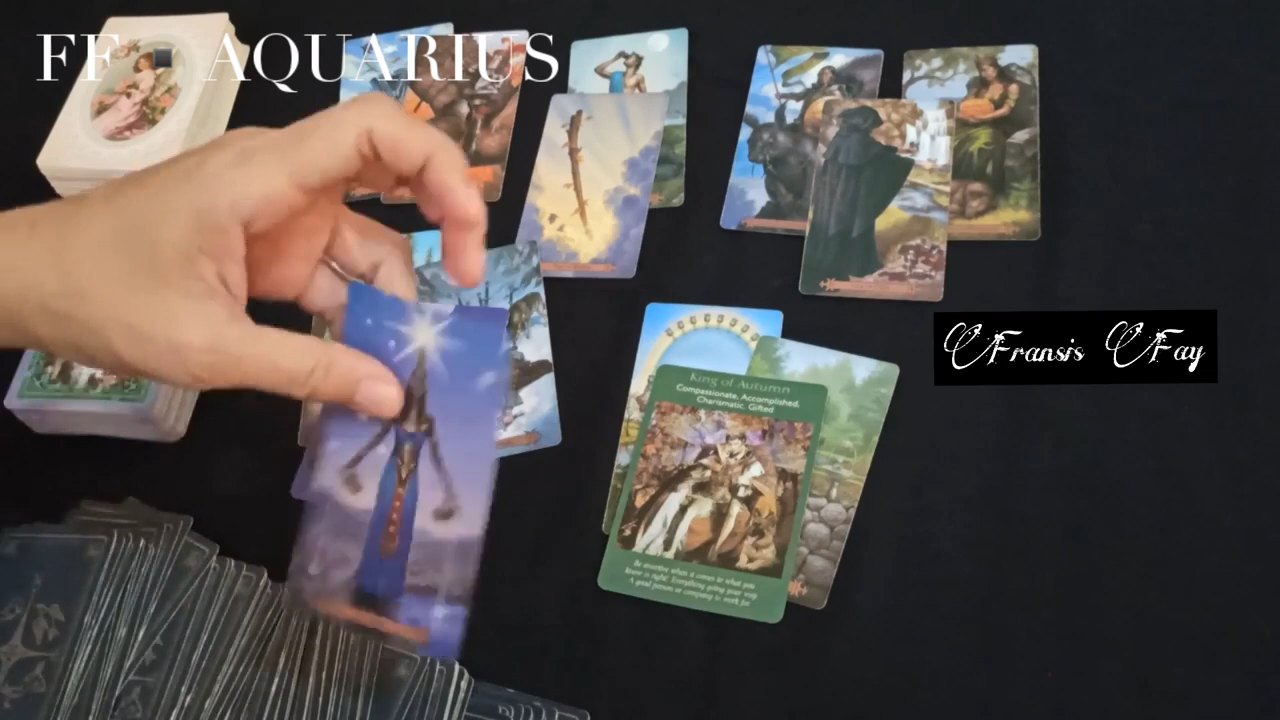 FF ▪ AQUARIUS
Fransis Fay
King of Autumn
Compassionate, Accomplished,
Charismatic, Gifted
Be assertive when it comes to what you
know is right! Everything going your way
A good person or company to work for